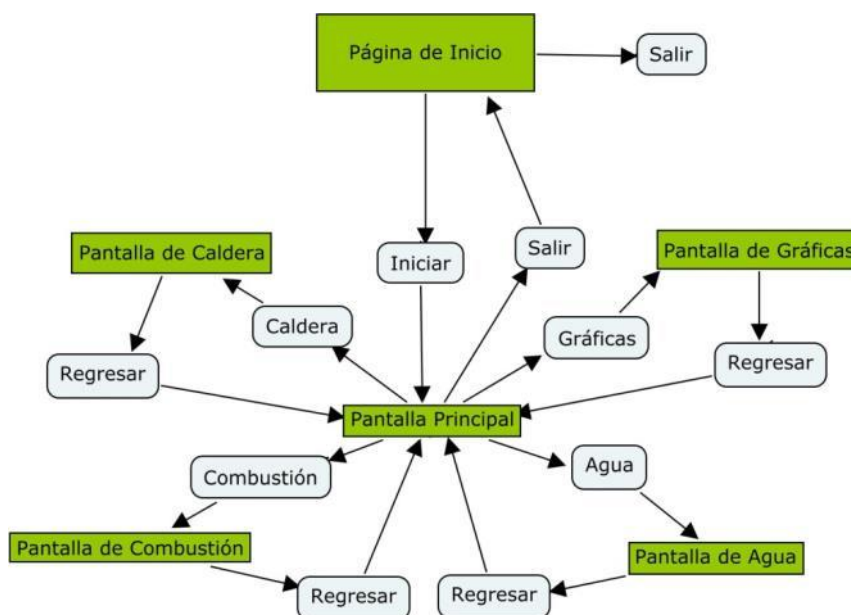 Página de Inicio
Salir
Pantalla de Caldera
Iniciar
Salir
Pantalla de Gráficas
Caldera
Gráficas
Regresar
Regresar
Pantalla Principal
Combustión
Agua
Pantalla de Combustión
Pantalla de Agua
Regresar
Regresar